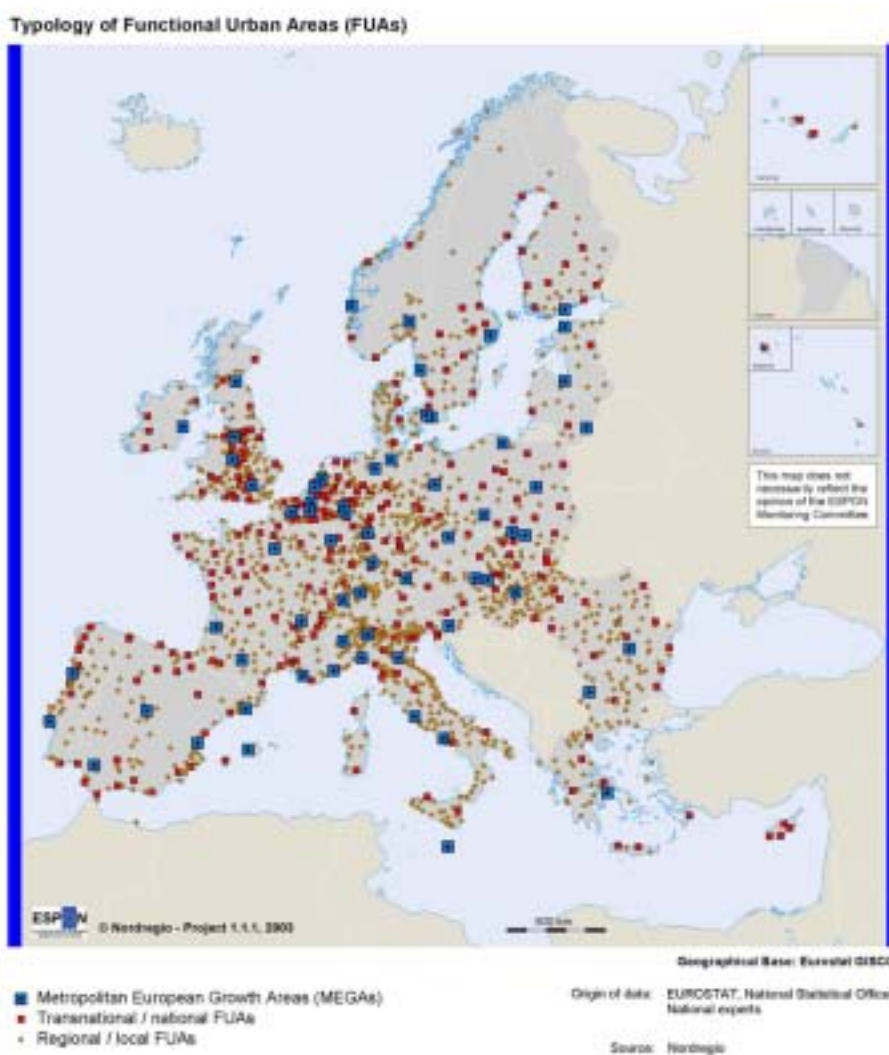 Typology of Functional Urban Areas (FUAs)
This map does not
necessarily reflect the
opinion of the ESPON
Monitoring Committee
ESPON
© Nordregio - Project 1.1.1, 2003
Geographical Base: Eurostat GISCO
Metropolitan European Growth Areas (MEGAs)
Transnational / national FUAs
Regional / local FUAs
Origin of data: EUROSTAT, National Statistical Office
National experts
Source: Nordregio